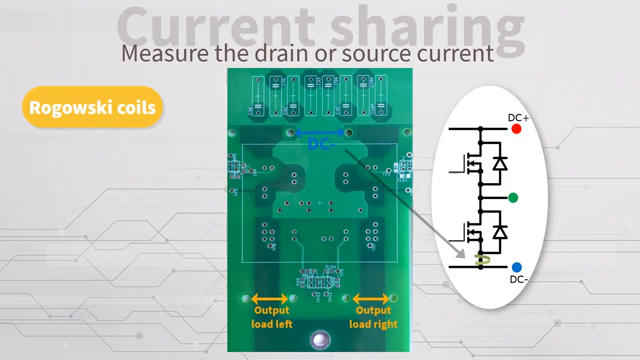 Current sharing
Measure the drain or source current
Rogowski coils
DC-
DC+
DC-
Output
load left
Output
load right